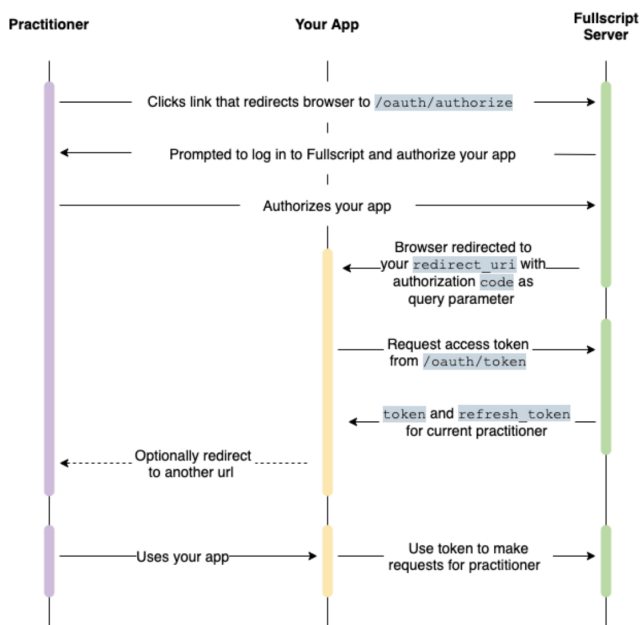 Practitioner
Your App
Fullscript
Server
Clicks link that redirects browser to /oauth/authorize
Prompted to log in to Fullscript and authorize your app
Authorizes your app
Browser redirected to
your redirect_uri with
authorization code as
query parameter
Request access token
from /oauth/token
token and refresh_token
for current practitioner
Optionally redirect
to another url
Uses your app
Use token to make
requests for practitioner